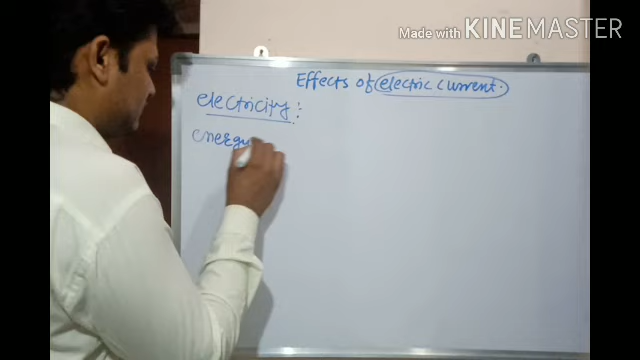 Made with KINEMASTER
Effects of electric current.
electricity:
energy